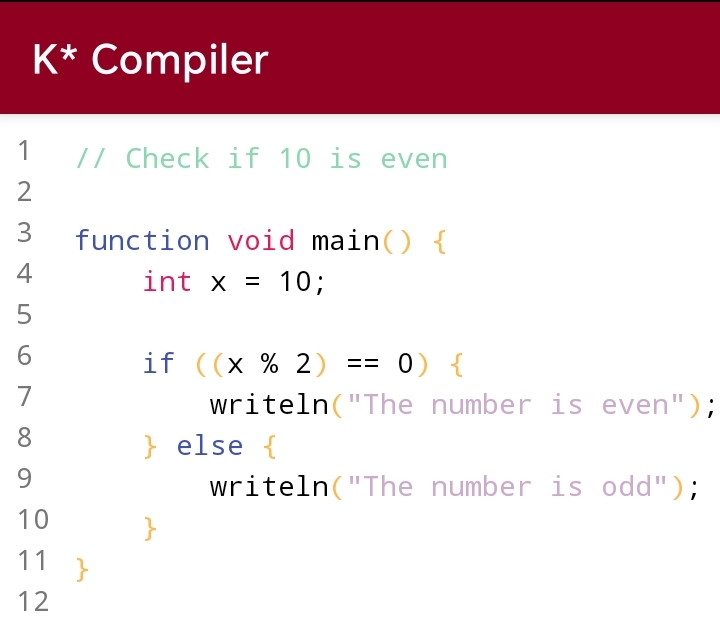 K* Compiler
1 // Check if 10 is even
2
3 function void main() {
4     int x = 10;
5
6     if ((x % 2) == 0) {
7         writeln("The number is even");
8     } else {
9         writeln("The number is odd");
10     }
11 }
12